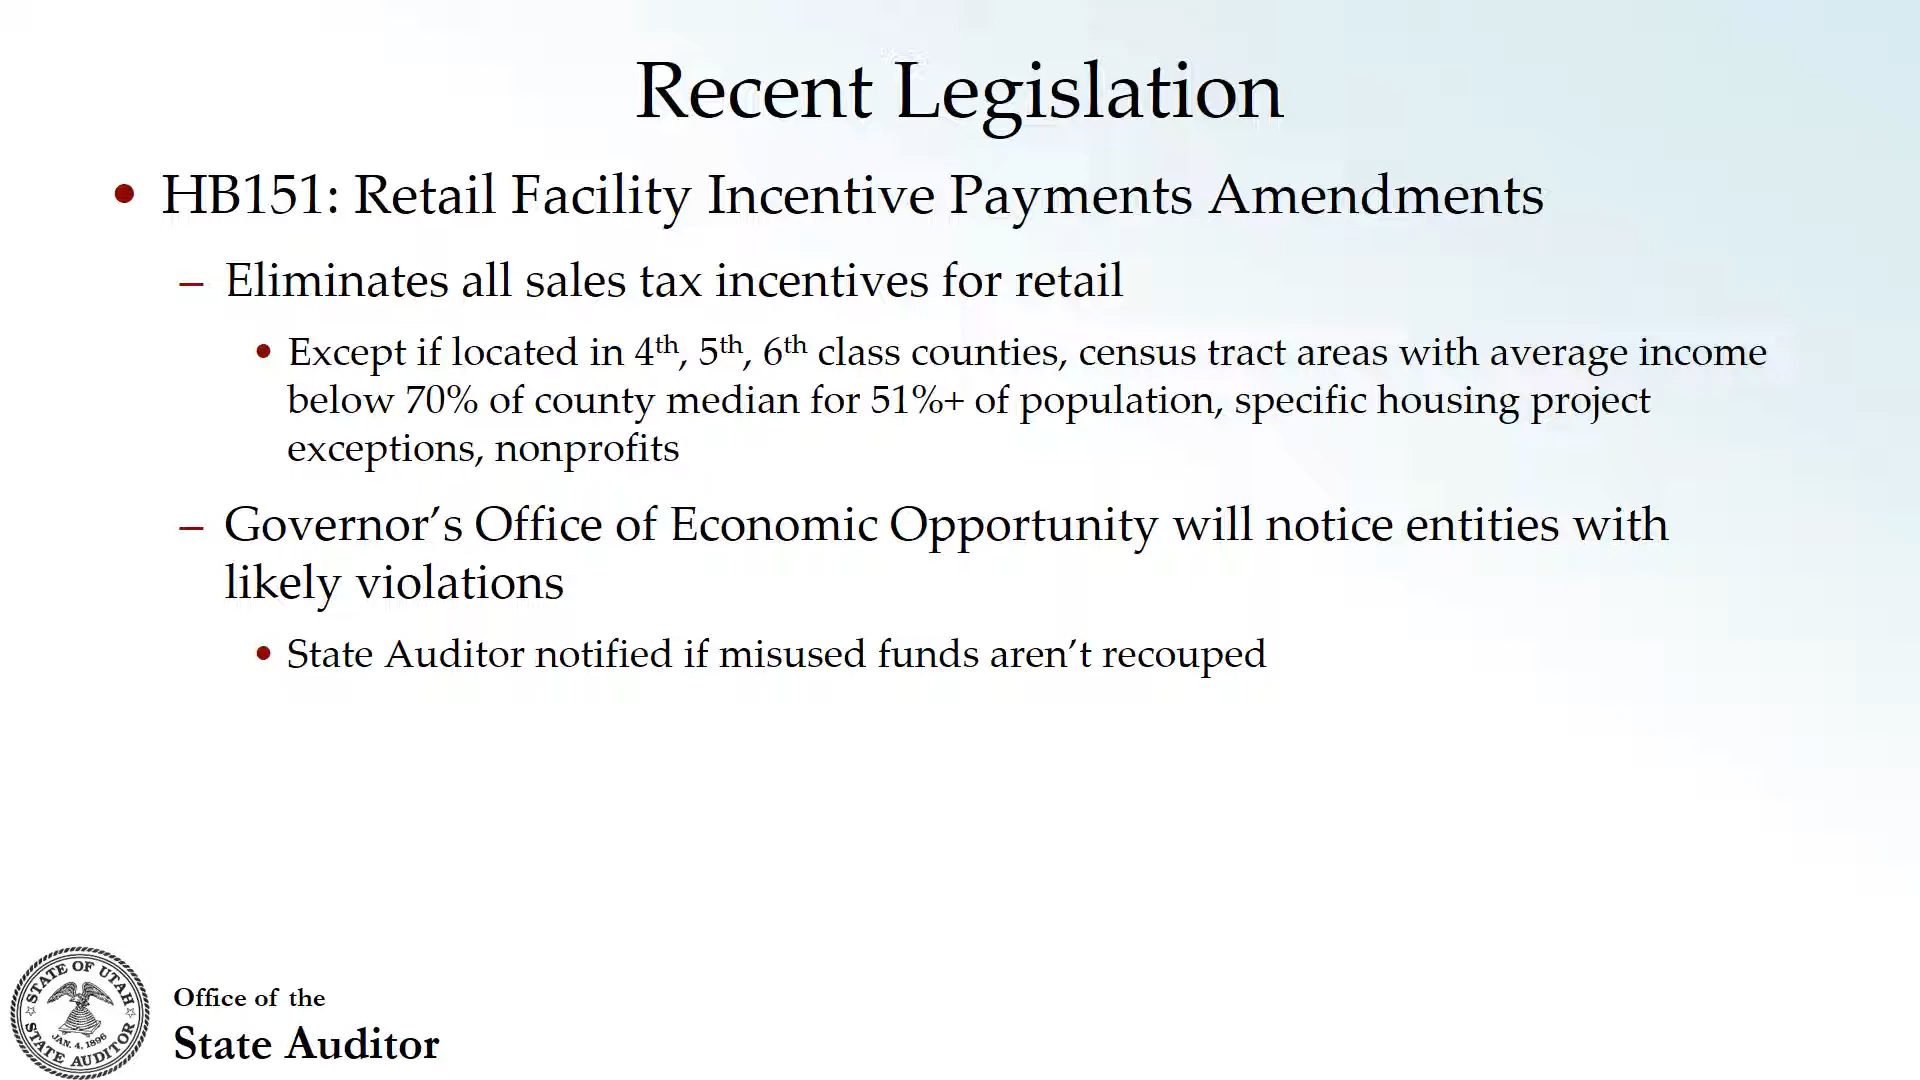 Recent Legislation
• HB151: Retail Facility Incentive Payments Amendments
– Eliminates all sales tax incentives for retail
• Except if located in 4th, 5th, 6th class counties, census tract areas with average income
below 70% of county median for 51%+ of population, specific housing project
exceptions, nonprofits
– Governor’s Office of Economic Opportunity will notice entities with
likely violations
• State Auditor notified if misused funds aren’t recouped
STATE OF UTAH
JAN. 4, 1896
STATE AUDITOR
Office of the
State Auditor